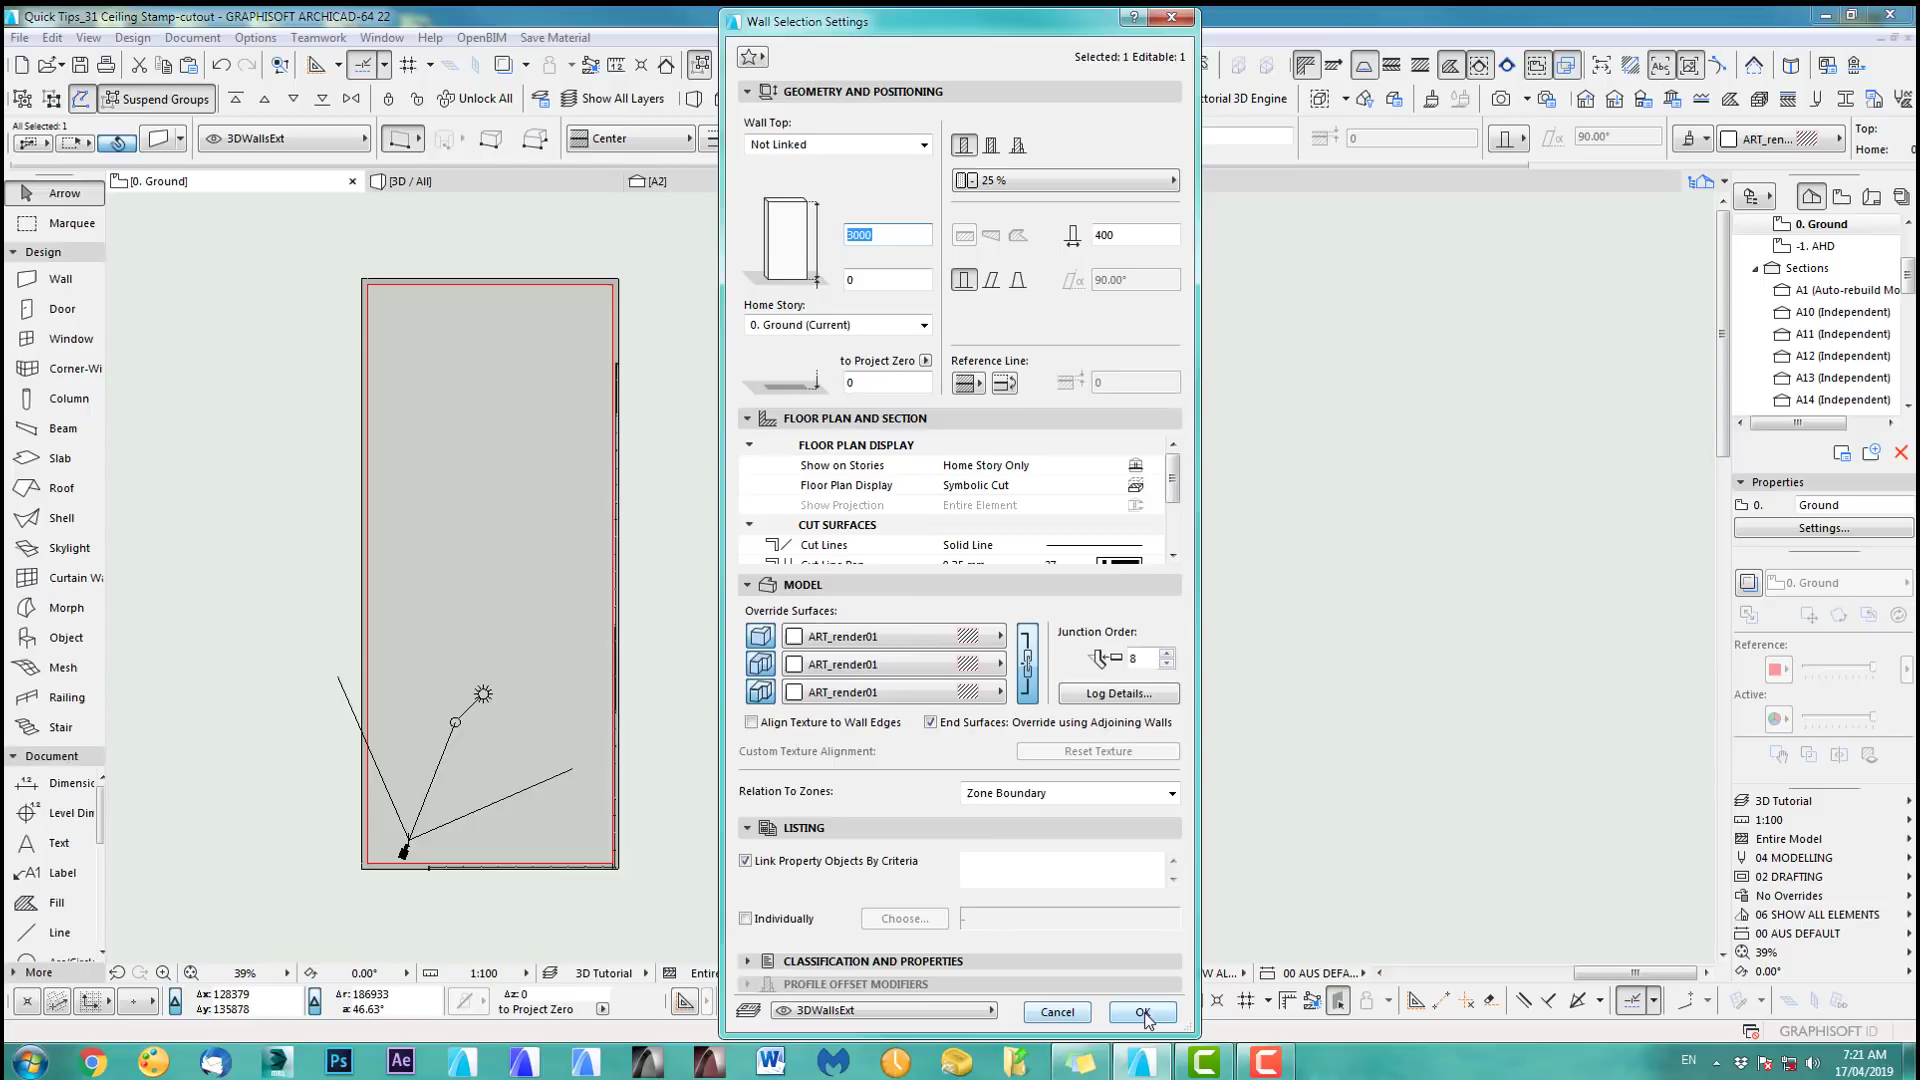 Quick Tips_31 Ceiling Stamp-cutout - GRAPHISOFT ARCHICAD-64 22
File Edit View Design Document Options Teamwork Window Help OpenBIM Save Material
Suspend Groups
Unlock All
Show All Layers
torial 3D Engine
All Selected: 1
3DWallsExt
Center
0
90.00°
ART_ren...
Top:
Home:
[0. Ground]
[3D / All]
[A2]
Arrow
Marquee
Design
Wall
Door
Window
Corner-Wi
Column
Beam
Slab
Roof
Shell
Skylight
Curtain Wa
Morph
Object
Mesh
Railing
Stair
Document
Dimensic
Level Dim
Text
Label
Fill
Line
More
Wall Selection Settings
Selected: 1 Editable: 1
GEOMETRY AND POSITIONING
Wall Top:
Not Linked
25 %
3000
400
0
90.00°
Home Story:
0. Ground (Current)
to Project Zero
Reference Line:
0
0
FLOOR PLAN AND SECTION
FLOOR PLAN DISPLAY
Show on Stories Home Story Only
Floor Plan Display Symbolic Cut
Show Projection Entire Element
CUT SURFACES
Cut Lines Solid Line
MODEL
Override Surfaces:
ART_render01
ART_render01
ART_render01
Junction Order:
8
Log Details...
Align Texture to Wall Edges
End Surfaces: Override using Adjoining Walls
Custom Texture Alignment:
Reset Texture
Relation To Zones:
Zone Boundary
LISTING
Link Property Objects By Criteria
Individually
Choose...
-
CLASSIFICATION AND PROPERTIES
PROFILE OFFSET MODIFIERS
3DWallsExt
Cancel
OK
0. Ground
-1. AHD
Sections
A1 (Auto-rebuild Mo
A10 (Independent)
A11 (Independent)
A12 (Independent)
A13 (Independent)
A14 (Independent)
Properties
0. Ground
Settings...
0. Ground
Reference:
Active:
3D Tutorial
1:100
Entire Model
04 MODELLING
02 DRAFTING
No Overrides
06 SHOW ALL ELEMENTS
00 AUS DEFAULT
39%
0.00°
39%
0.00°
1:100
3D Tutorial
Entire
W AL...
00 AUS DEFA...
Δx: 128379
Δy: 135878
Δr: 186933
a: 46.63°
Δz: 0
to Project Zero
GRAPHISOFT ID
EN
7:21 AM
17/04/2019